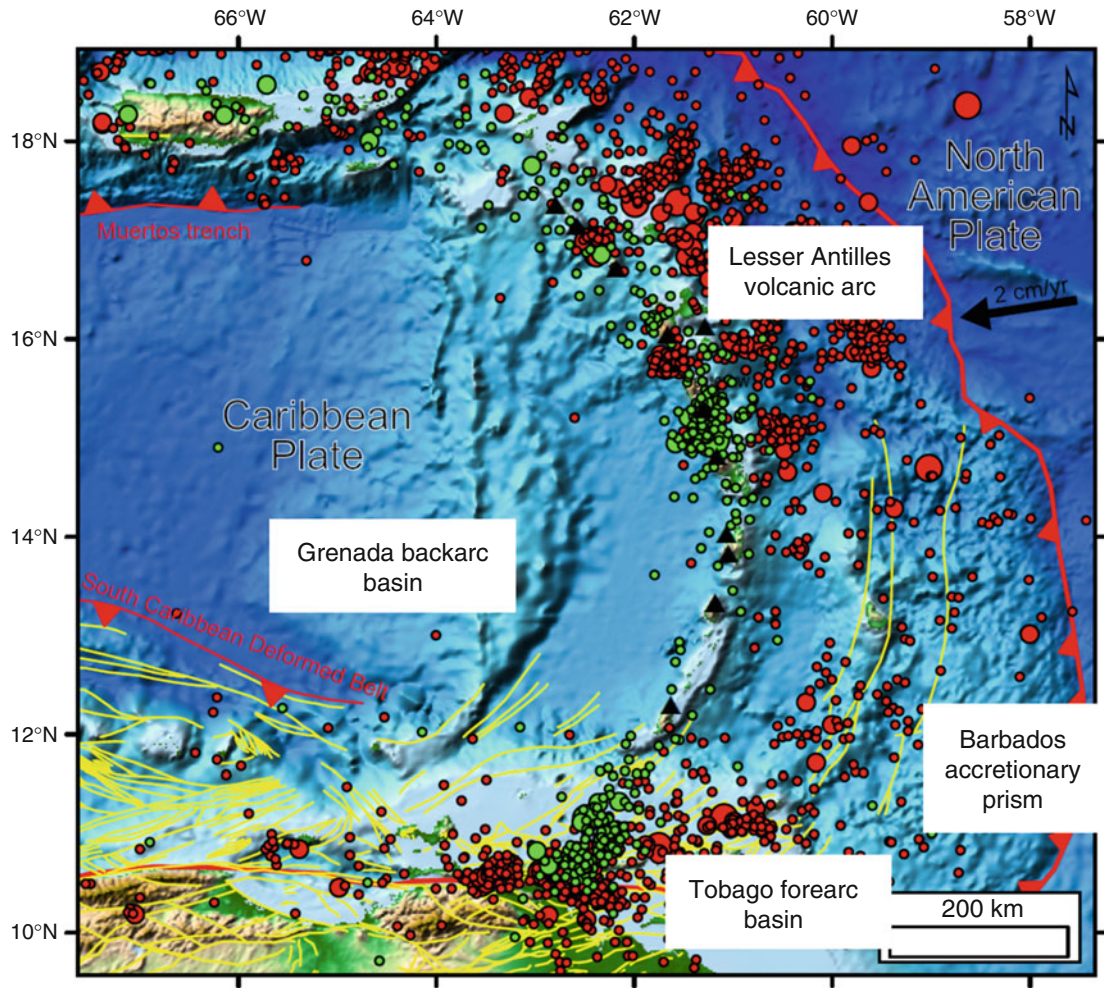 66°W 64°W 62°W 60°W 58°W
18°N
North
American
Plate
Muertos trench
Lesser Antilles
volcanic arc
2 cm/yr
16°N
Caribbean
Plate
14°N
Grenada backarc
basin
South Caribbean Deformed Belt
12°N
Barbados
accretionary
prism
Tobago forearc
basin
200 km
10°N
N